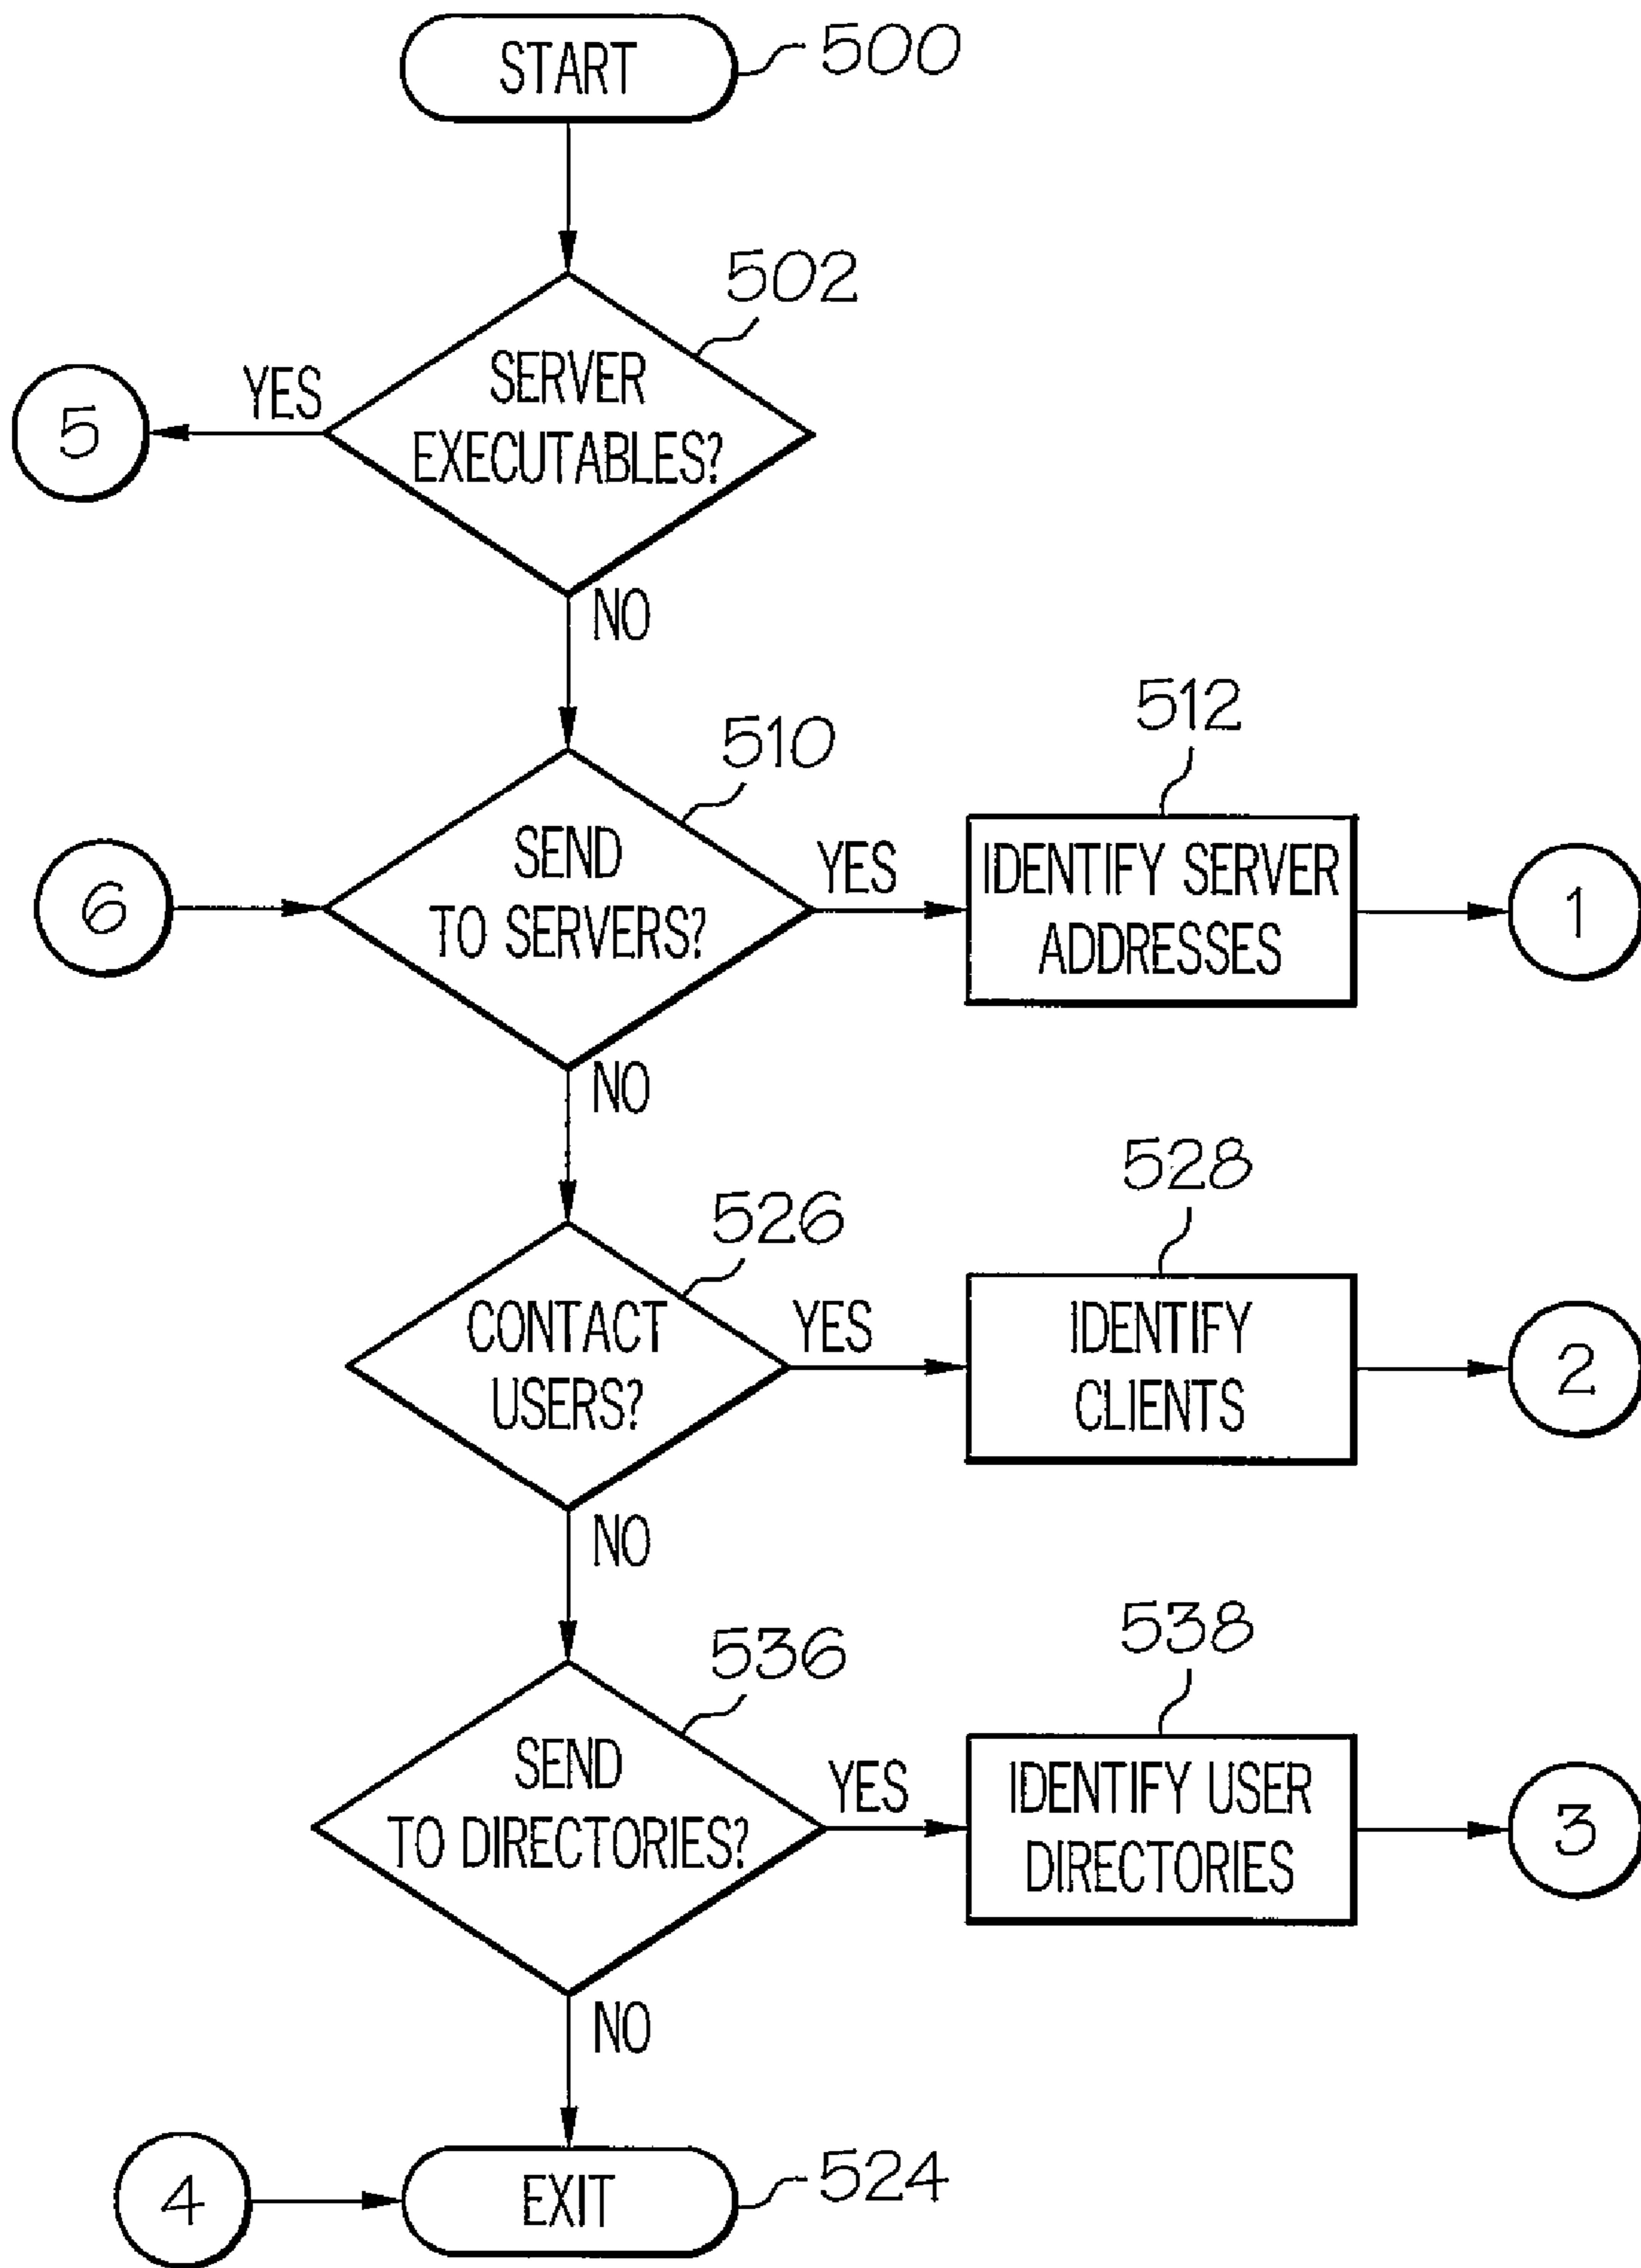 START
500
502
SERVER
EXECUTABLES?
YES
5
NO
510
512
SEND
TO SERVERS?
6
YES
IDENTIFY SERVER
ADDRESSES
1
NO
526
528
CONTACT
USERS?
YES
IDENTIFY
CLIENTS
2
NO
536
538
SEND
TO DIRECTORIES?
YES
IDENTIFY USER
DIRECTORIES
3
NO
4
EXIT
524